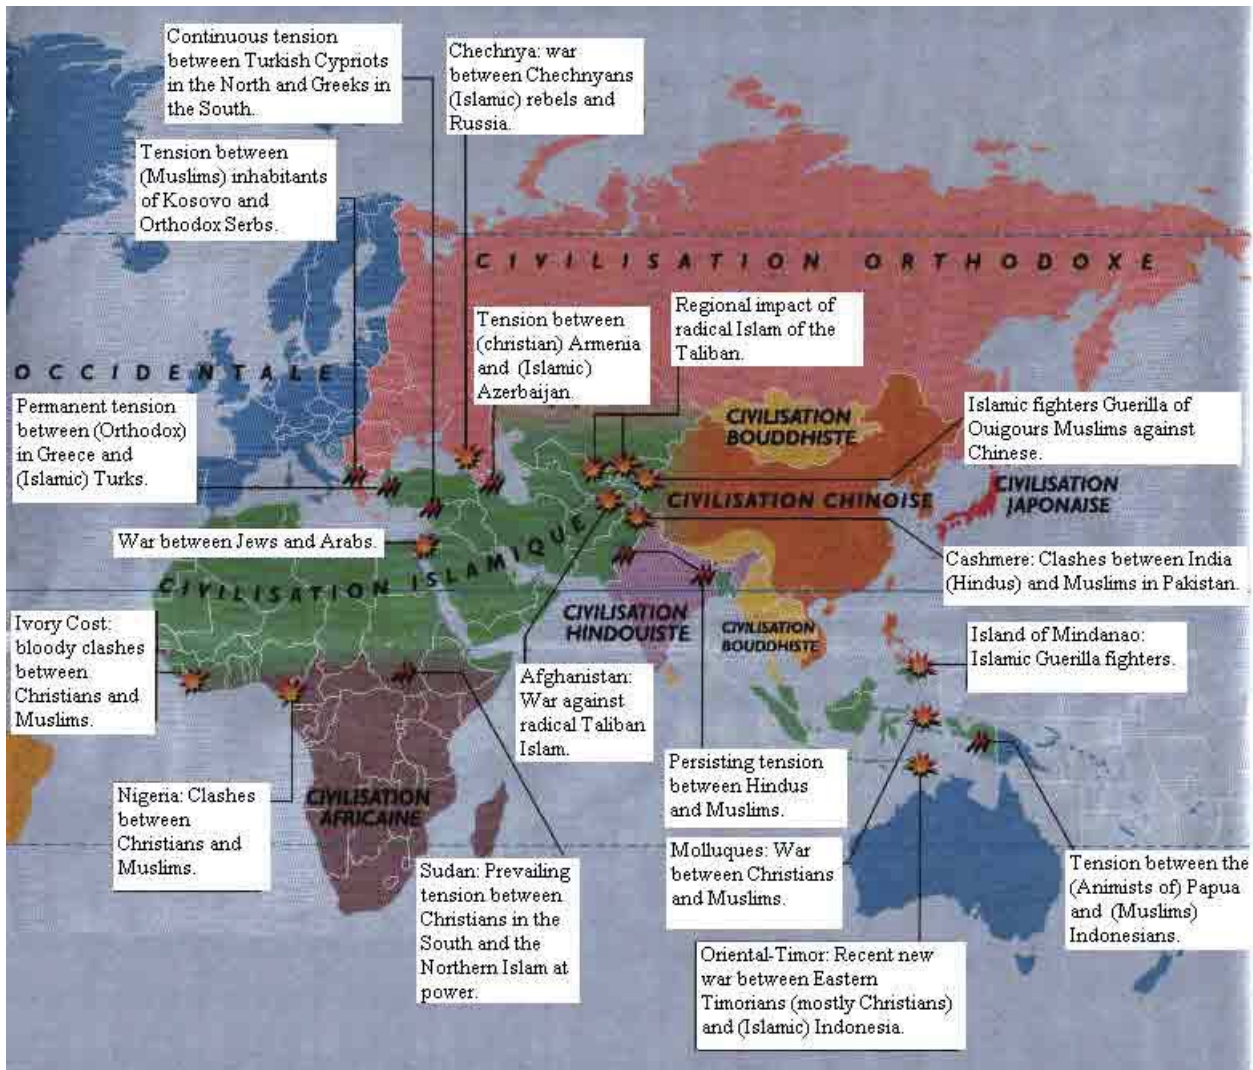 Continuous tension
between Turkish Cypriots
in the North and Greeks in
the South.
Chechnya: war
between Chechnyans
(Islamic) rebels and
Russia.
Tension between
(Muslims) inhabitants
of Kosovo and
Orthodox Serbs.
CIVILISATION ORTHODOXE
Tension between
(christian) Armenia
and (Islamic)
Azerbaijan.
Regional impact of
radical Islam of the
Taliban.
OCCIDENTALE
Permanent tension
between (Orthodox)
in Greece and
(Islamic) Turks.
CIVILISATION
BOUDDHISTE
Islamic fighters Guerilla of
Ouigours Muslims against
Chinese.
CIVILISATION CHINOISE
CIVILISATION
JAPONAISE
War between Jews and Arabs.
CIVILISATION ISLAMIQUE
Cashmere: Clashes between India
(Hindus) and Muslims in Pakistan.
CIVILISATION
HINDOUISTE
CIVILISATION
BOUDDHISTE
Ivory Cost:
bloody clashes
between
Christians and
Muslims.
Island of Mindanao:
Islamic Guerilla fighters.
Afghanistan:
War against
radical Taliban
Islam.
Persisting tension
between Hindus
and Muslims.
Nigeria: Clashes
between
Christians and
Muslims.
CIVILISATION
AFRICAINE
Sudan: Prevailing
tension between
Christians in the
South and the
Northern Islam at
power.
Molluques: War
between Christians
and Muslims.
Tension between the
(Animists of) Papua
and (Muslims)
Indonesians.
Oriental-Timor: Recent new
war between Eastern
Timorians (mostly Christians)
and (Islamic) Indonesia.